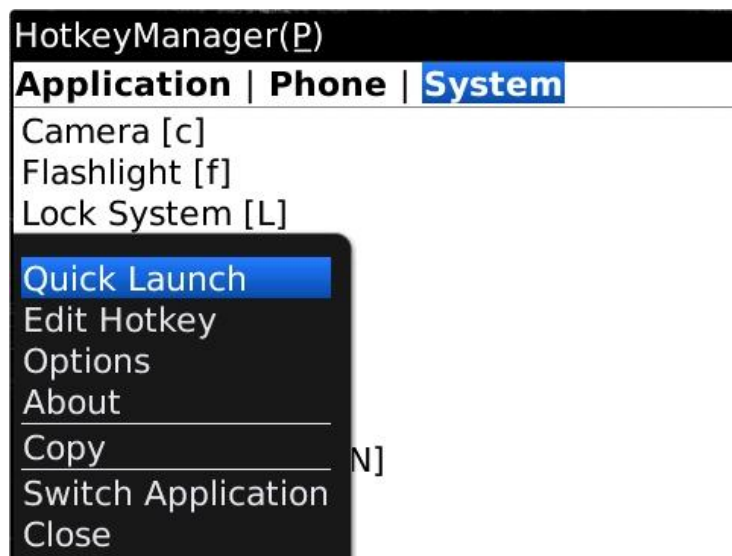 HotkeyManager(P)
Application | Phone | System
Camera [c]
Flashlight [f]
Lock System [L]
Quick Launch
Edit Hotkey
Options
About
Copy
N]
Switch Application
Close